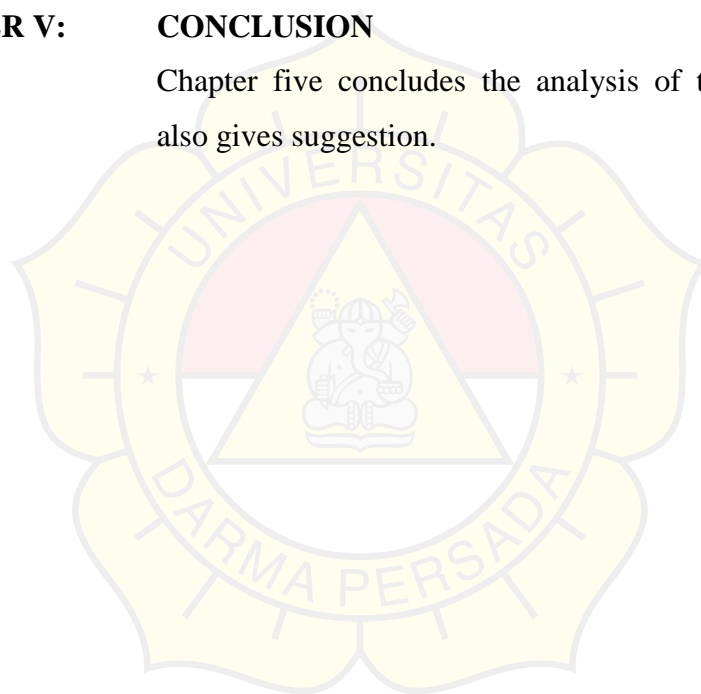 R V: CONCLUSION
Chapter five concludes the analysis of
also gives suggestion.
UNIVERSITAS
DARMA PERSADA